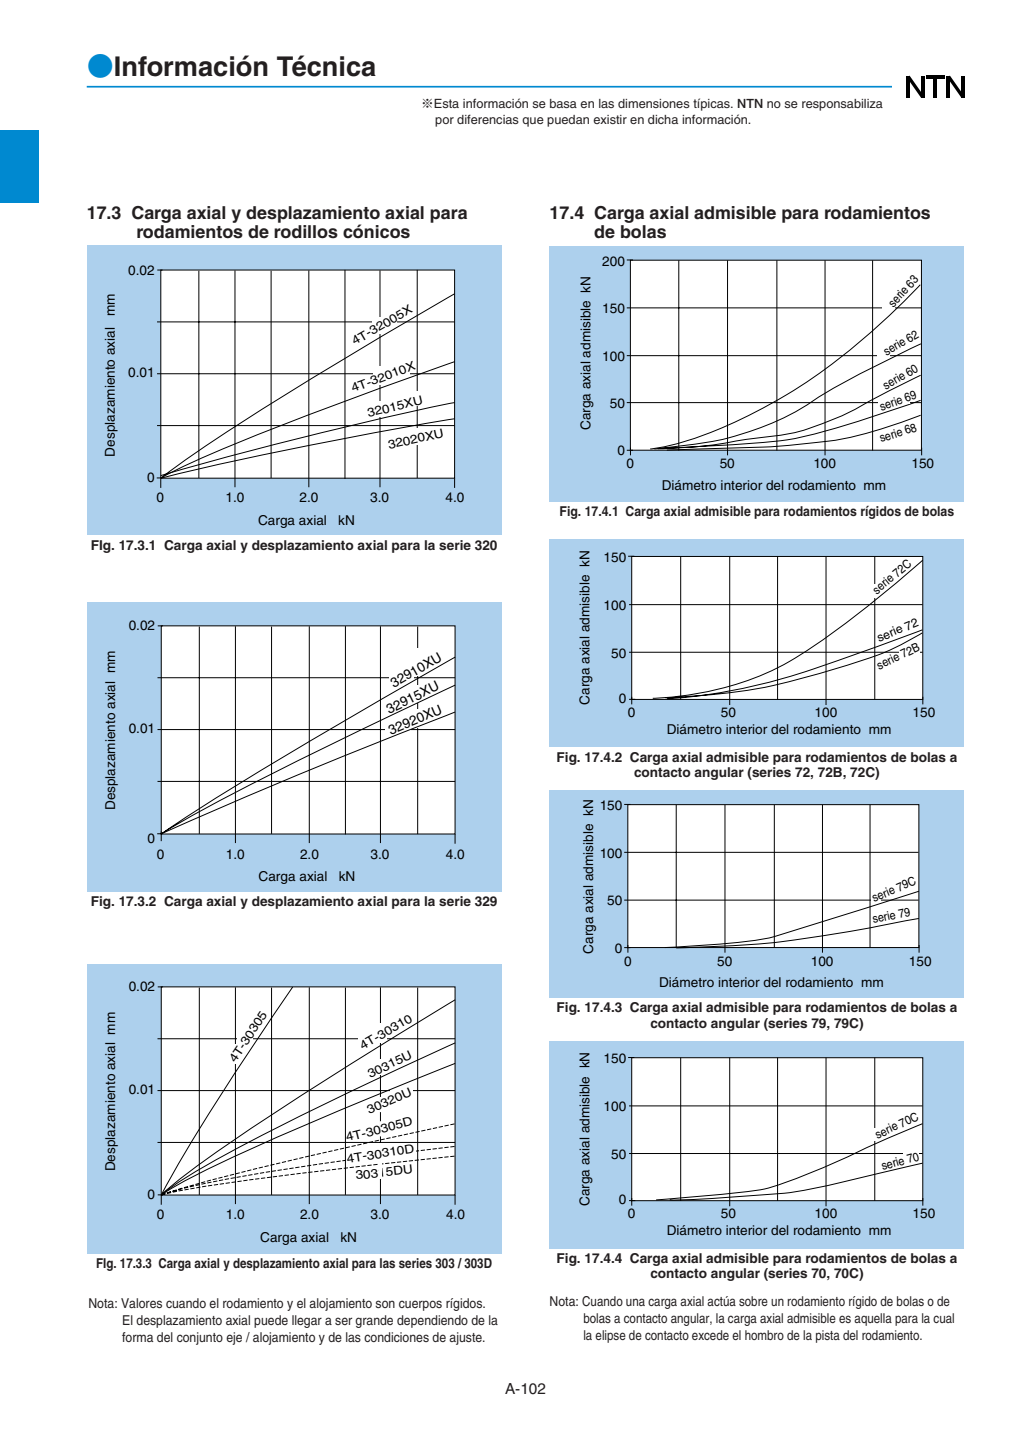 Información Técnica
NTN
※Esta información se basa en las dimensiones típicas. NTN no se responsabiliza
por diferencias que puedan existir en dicha información.
17.3 Carga axial y desplazamiento axial para
rodamientos de rodillos cónicos
0.02
0.01
0
Desplazamiento axial mm
4T-32005X
4T-32010X
32015XU
32020XU
0 1.0 2.0 3.0 4.0
Carga axial kN
FIg. 17.3.1 Carga axial y desplazamiento axial para la serie 320
0.02
0.01
0
Desplazamiento axial mm
32910XU
32915XU
32920XU
0 1.0 2.0 3.0 4.0
Carga axial kN
Fig. 17.3.2 Carga axial y desplazamiento axial para la serie 329
0.02
0.01
0
Desplazamiento axial mm
4T-30305
4T-30310
30315U
30320U
4T-30305D
4T-30310D
30315DU
0 1.0 2.0 3.0 4.0
Carga axial kN
FIg. 17.3.3 Carga axial y desplazamiento axial para las series 303 / 303D
Nota: Valores cuando el rodamiento y el alojamiento son cuerpos rígidos.
El desplazamiento axial puede llegar a ser grande dependiendo de la
forma del conjunto eje / alojamiento y de las condiciones de ajuste.
17.4 Carga axial admisible para rodamientos
de bolas
200
150
100
50
0
Carga axial admisible kN
serie 63
serie 62
serie 60
serie 69
serie 68
0 50 100 150
Diámetro interior del rodamiento mm
Fig. 17.4.1 Carga axial admisible para rodamientos rígidos de bolas
150
100
50
0
Carga axial admisible kN
serie 72C
serie 72
serie 72B
0 50 100 150
Diámetro interior del rodamiento mm
Fig. 17.4.2 Carga axial admisible para rodamientos de bolas a
contacto angular (series 72, 72B, 72C)
150
100
50
0
Carga axial admisible kN
serie 79C
serie 79
0 50 100 150
Diámetro interior del rodamiento mm
Fig. 17.4.3 Carga axial admisible para rodamientos de bolas a
contacto angular (series 79, 79C)
150
100
50
0
Carga axial admisible kN
serie 70C
serie 70
0 50 100 150
Diámetro interior del rodamiento mm
Fig. 17.4.4 Carga axial admisible para rodamientos de bolas a
contacto angular (series 70, 70C)
Nota: Cuando una carga axial actúa sobre un rodamiento rígido de bolas o de
bolas a contacto angular, la carga axial admisible es aquella para la cual
la elipse de contacto excede el hombro de la pista del rodamiento.
A-102